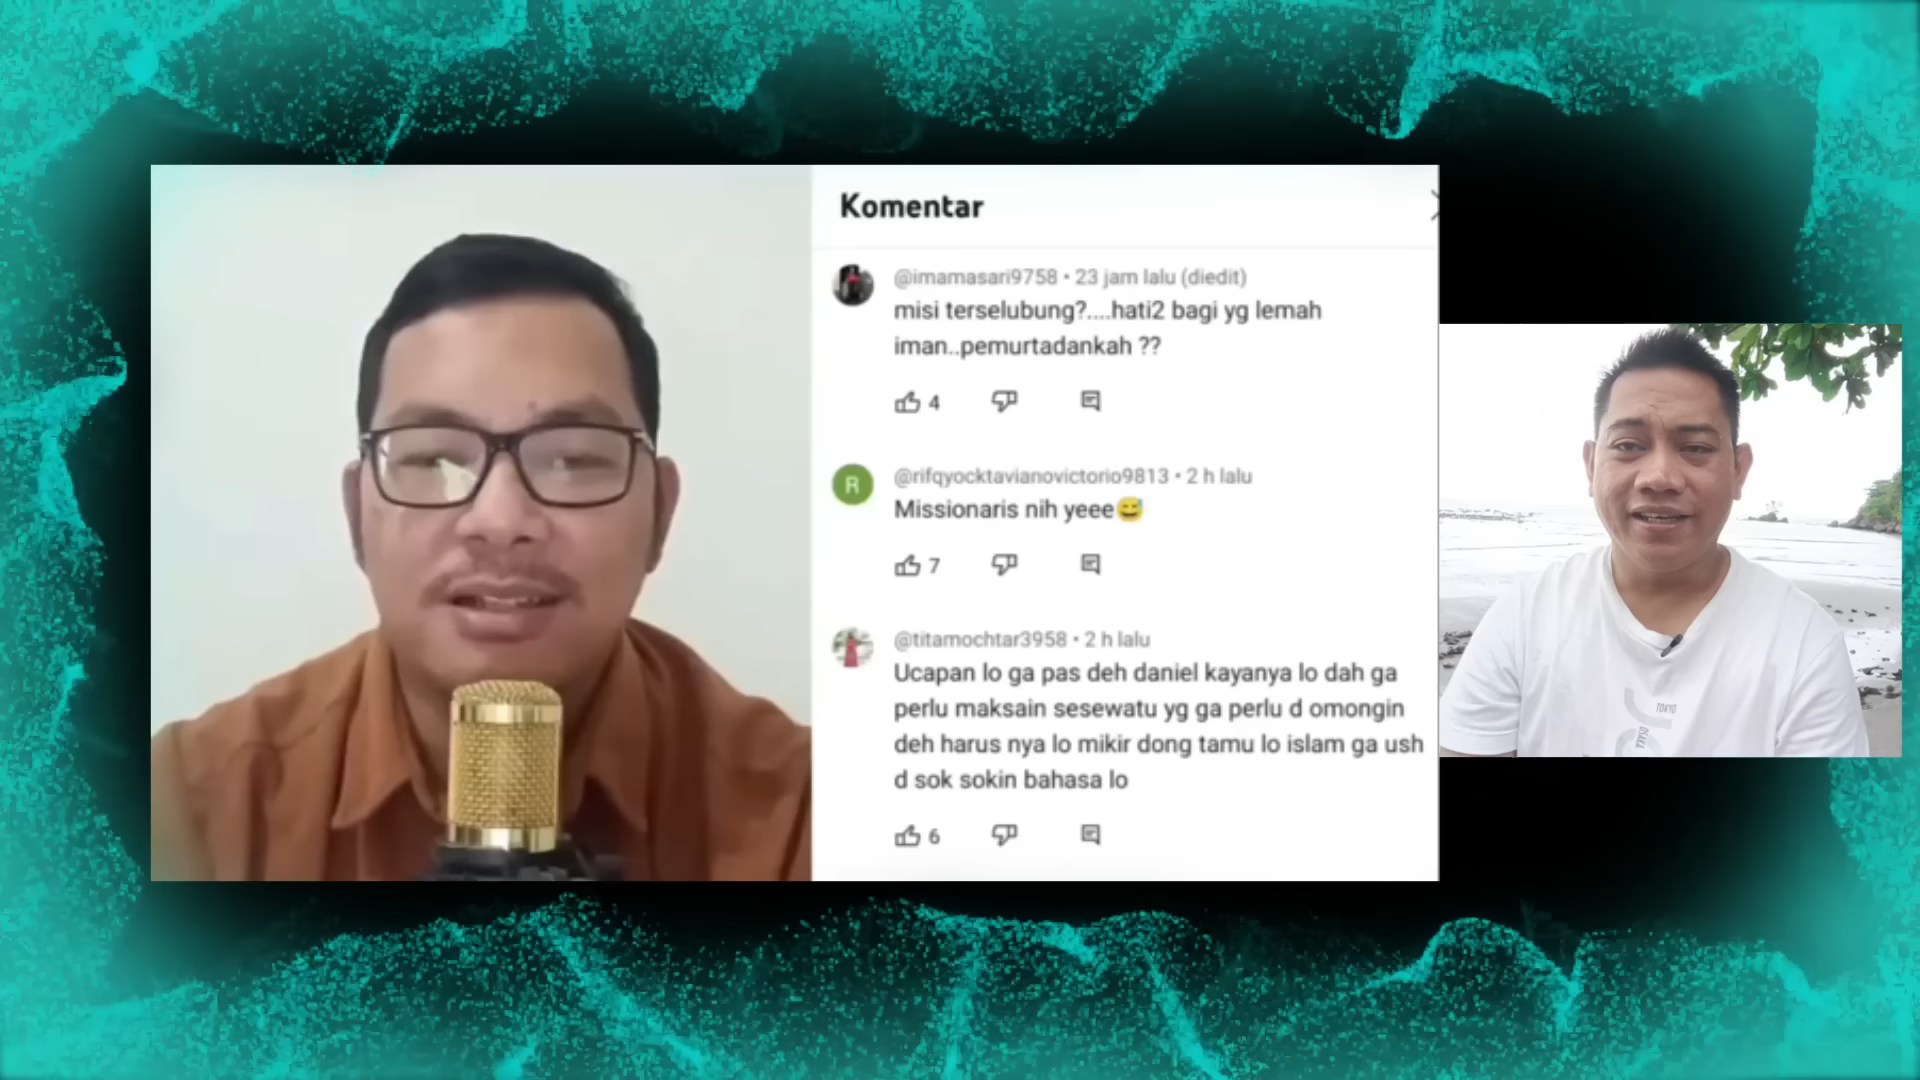 Komentar
@imamasari9758 • 23 jam lalu (diedit)
misi terselubung?....hati2 bagi yg lemah
iman..pemurtadankah ??
4
R
@rifqyocktavianovictorio9813 • 2 h lalu
Missionaris nih yeee😅
7
@titamochtar3958 • 2 h lalu
Ucapan lo ga pas deh daniel kayanya lo dah ga
perlu maksain sesewatu yg ga perlu d omongin
deh harus nya lo mikir dong tamu lo islam ga ush
d sok sokin bahasa lo
6
TOKYO
OSAKA